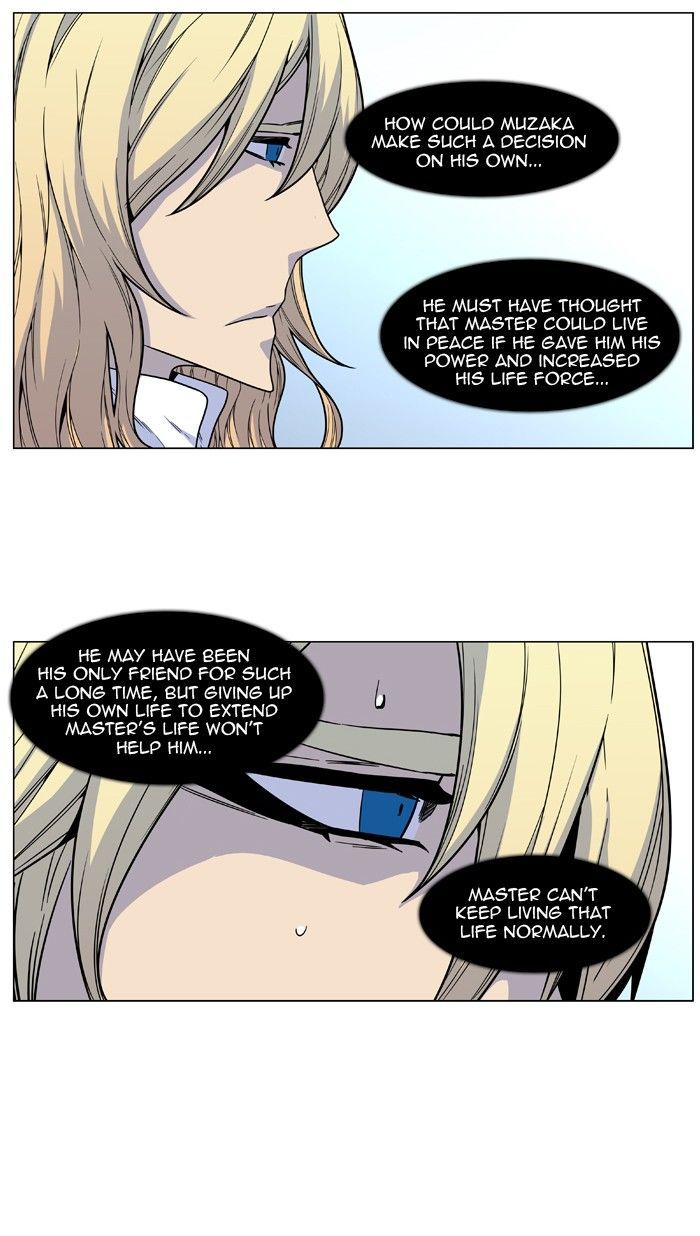 HOW COULD MUZAKA
MAKE SUCH A DECISION
ON HIS OWN...
HE MUST HAVE THOUGHT
THAT MASTER COULD LIVE
IN PEACE IF HE GAVE HIM HIS
POWER AND INCREASED
HIS LIFE FORCE...
HE MAY HAVE BEEN
HIS ONLY FRIEND FOR SUCH
A LONG TIME, BUT GIVING UP
HIS OWN LIFE TO EXTEND
MASTER'S LIFE WON'T
HELP HIM...
MASTER CAN'T
KEEP LIVING THAT
LIFE NORMALLY.